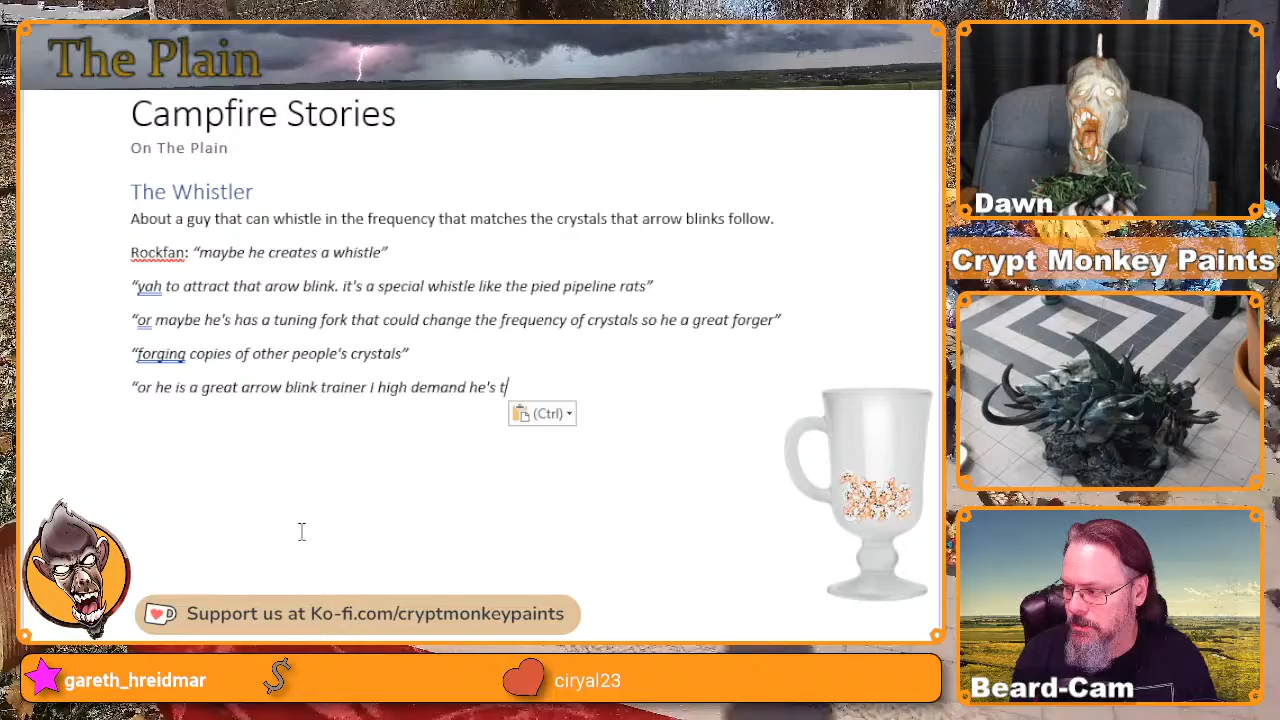 The Plain
Campfire Stories
On The Plain
The Whistler
About a guy that can whistle in the frequency that matches the crystals that arrow blinks follow.
Rockfan: “maybe he creates a whistle”
“yah to attract that arow blink. it's a special whistle like the pied pipeline rats”
“or maybe he's has a tuning fork that could change the frequency of crystals so he a great forger”
“forging copies of other people's crystals”
“or he is a great arrow blink trainer i high demand he's t
(Ctrl)
Support us at Ko-fi.com/cryptmonkeypaints
gareth_hreidmar
$
ciryal23
Dawn
Crypt Monkey Paints
Beard-Cam